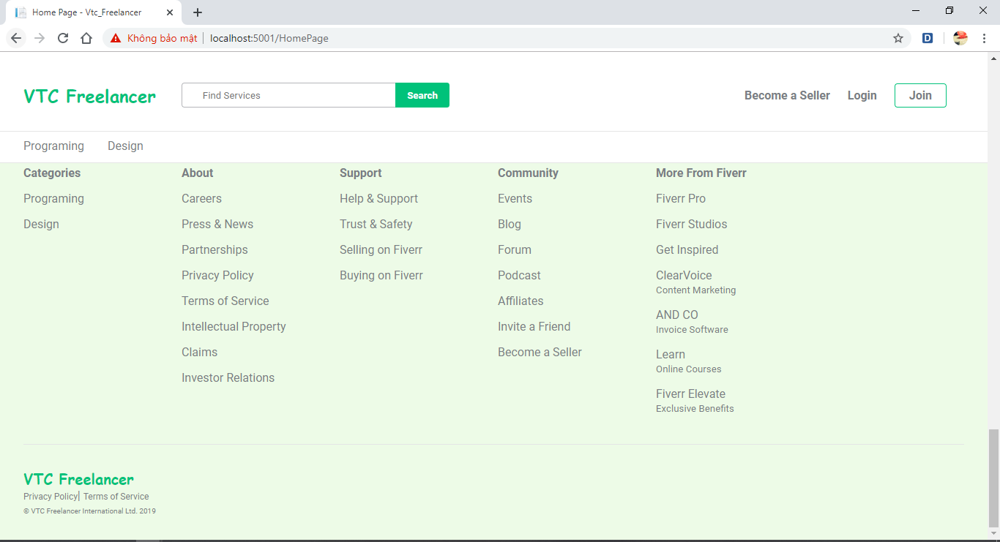 Home Page - Vtc_Freelancer
Không bảo mật | localhost:5001/HomePage
VTC Freelancer
Find Services
Search
Become a Seller
Login
Join
Programing
Design
Categories
Programing
Design
About
Careers
Press & News
Partnerships
Privacy Policy
Terms of Service
Intellectual Property
Claims
Investor Relations
Support
Help & Support
Trust & Safety
Selling on Fiverr
Buying on Fiverr
Community
Events
Blog
Forum
Podcast
Affiliates
Invite a Friend
Become a Seller
More From Fiverr
Fiverr Pro
Fiverr Studios
Get Inspired
ClearVoice
Content Marketing
AND CO
Invoice Software
Learn
Online Courses
Fiverr Elevate
Exclusive Benefits
VTC Freelancer
Privacy Policy| Terms of Service
© VTC Freelancer International Ltd. 2019